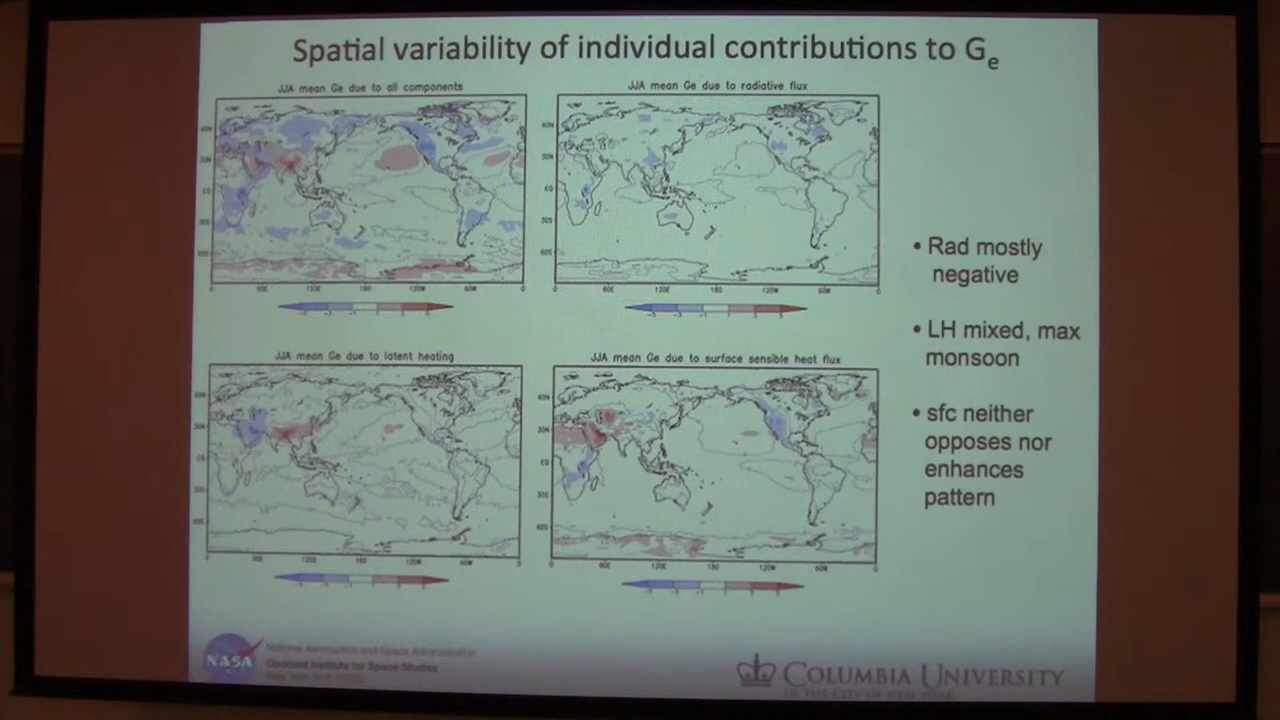 Spatial variability of individual contributions to Ge
JJA mean Ge due to all components
JJA mean Ge due to radiative flux
JJA mean Ge due to latent heating
JJA mean Ge due to surface sensible heat flux
• Rad mostly
negative
• LH mixed, max
monsoon
• sfc neither
opposes nor
enhances
pattern
NASA
National Aeronautics and Space Administration
Goddard Institute for Space Studies
COLUMBIA UNIVERSITY
IN THE CITY OF NEW YORK